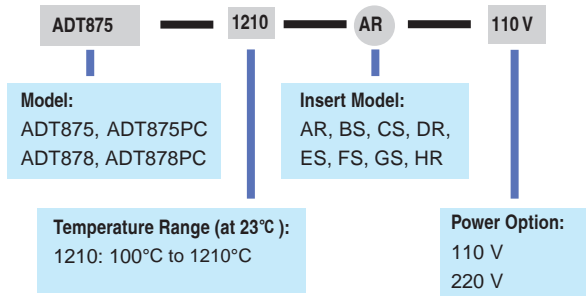 ADT875 1210 AR 110 V
Model:
ADT875, ADT875PC
ADT878, ADT878PC
Insert Model:
AR, BS, CS, DR,
ES, FS, GS, HR
Temperature Range (at 23℃ ):
1210: 100°C to 1210°C
Power Option:
110 V
220 V